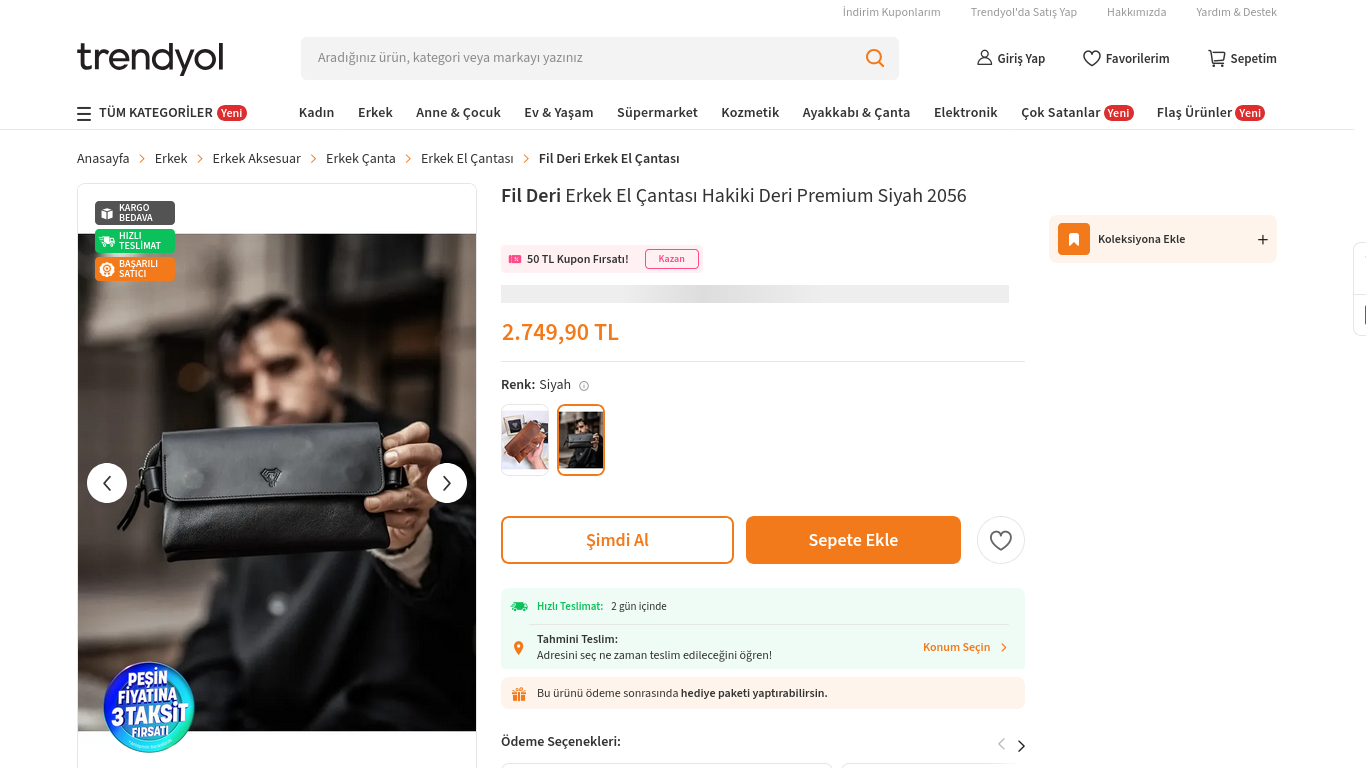 İndirim Kuponlarım
Trendyol'da Satış Yap
Hakkımızda
Yardım & Destek
trendyol
Aradığınız ürün, kategori veya markayı yazınız
Giriş Yap
Favorilerim
Sepetim
TÜM KATEGORİLER
Yeni
Kadın
Erkek
Anne & Çocuk
Ev & Yaşam
Süpermarket
Kozmetik
Ayakkabı & Çanta
Elektronik
Çok Satanlar
Yeni
Flaş Ürünler
Yeni
Anasayfa
Erkek
Erkek Aksesuar
Erkek Çanta
Erkek El Çantası
Fil Deri Erkek El Çantası
KARGO
BEDAVA
HIZLI
TESLİMAT
BAŞARILI
SATICI
PEŞİN
FİYATINA
3 TAKSİT
FIRSATI
Fil Deri Erkek El Çantası Hakiki Deri Premium Siyah 2056
50 TL Kupon Fırsatı!
Kazan
2.749,90 TL
Renk: Siyah
Şimdi Al
Sepete Ekle
Hızlı Teslimat: 2 gün içinde
Tahmini Teslim:
Adresini seç ne zaman teslim edileceğini öğren!
Konum Seçin
Bu ürünü ödeme sonrasında hediye paketi yaptırabilirsin.
Ödeme Seçenekleri:
Koleksiyona Ekle